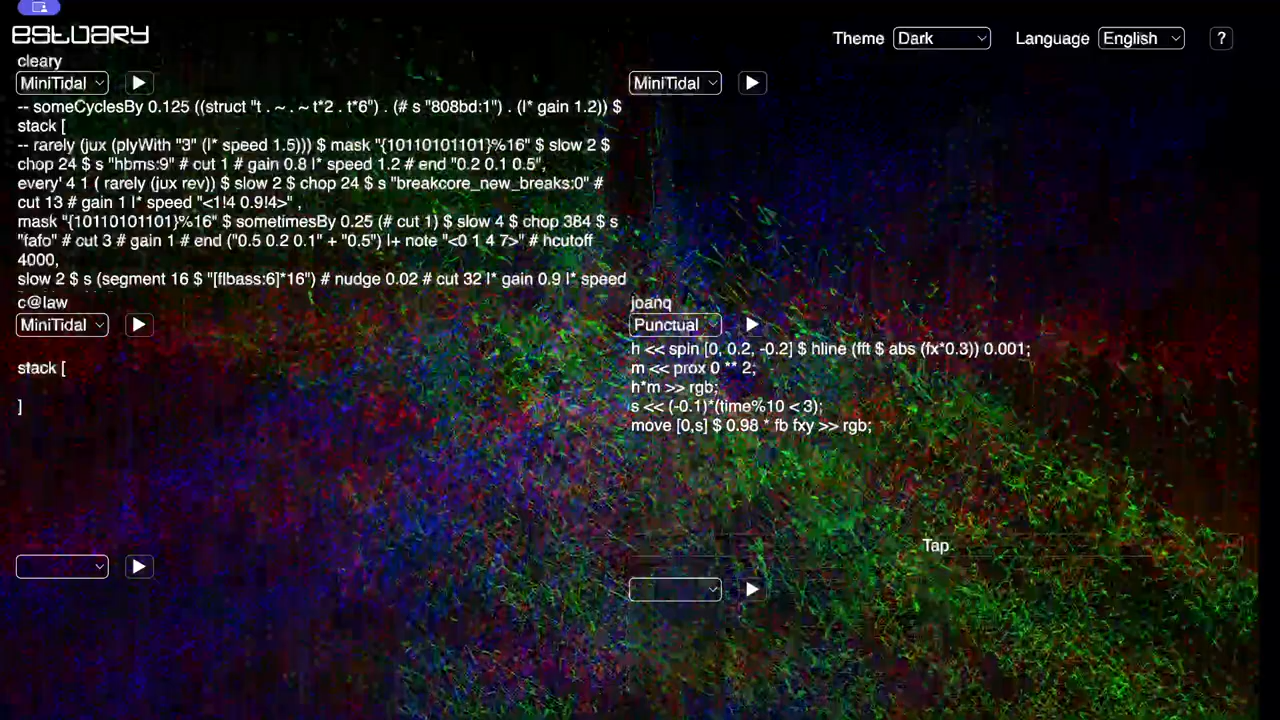 estuary
Theme Dark Language English ?
cleary
MiniTidal
-- someCyclesBy 0.125 ((struct "t . ~ . ~ t*2 . t*6") . (# s "808bd:1") . (|* gain 1.2)) $
stack [
-- rarely (jux (plyWith "3" (|* speed 1.5))) $ mask "{10110101101}%16" $ slow 2 $
chop 24 $ s "hbms:9" # cut 1 # gain 0.8 |* speed 1.2 # end "0.2 0.1 0.5",
every' 4 1 ( rarely (jux rev)) $ slow 2 $ chop 24 $ s "breakcore_new_breaks:0" #
cut 13 # gain 1 |* speed "<1!4 0.9!4>" ,
mask "{10110101101}%16" $ sometimesBy 0.25 (# cut 1) $ slow 4 $ chop 384 $ s
"fafo" # cut 3 # gain 1 # end ("0.5 0.2 0.1" + "0.5") |+ note "<0 1 4 7>" # hcutoff
4000,
slow 2 $ s (segment 16 $ "[flbass:6]*16") # nudge 0.02 # cut 32 |* gain 0.9 |* speed
MiniTidal
c@law
MiniTidal
stack [
]
joanq
Punctual
h << spin [0, 0.2, -0.2] $ hline (fft $ abs (fx*0.3)) 0.001;
m << prox 0 ** 2;
h*m >> rgb;
s << (-0.1)*(time%10 < 3);
move [0,s] $ 0.98 * fb fxy >> rgb;
Tap